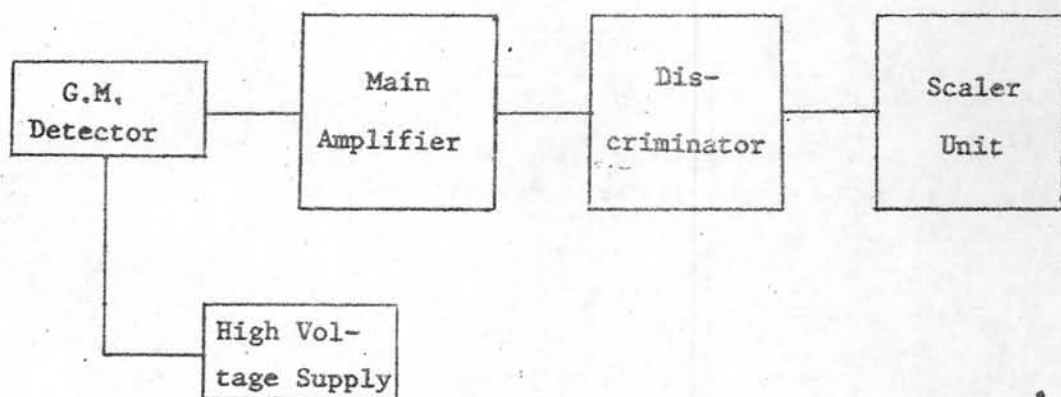 G.M.
Detector
Main
Amplifier
Dis-
criminator
Scaler
Unit
High Vol-
tage Supply